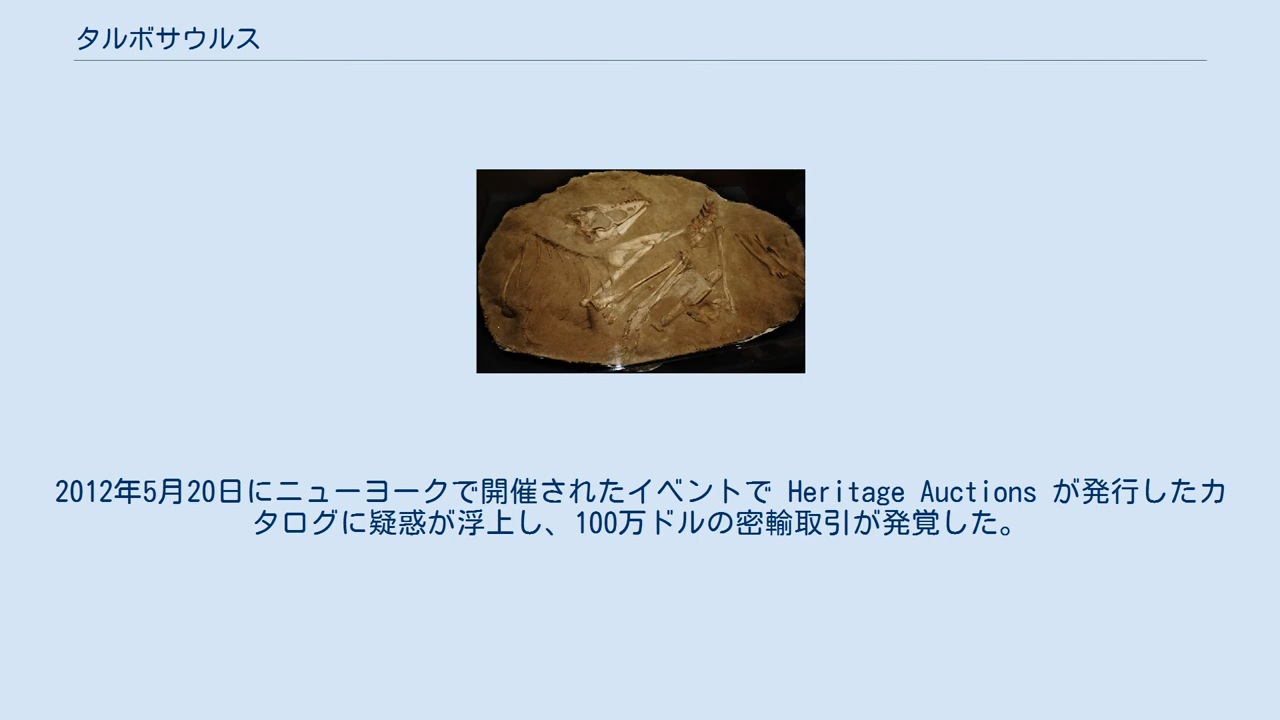 タルボサウルス
2012年5月20日にニューヨークで開催されたイベントで Heritage Auctions が発行したカ
タログに疑惑が浮上し、100万ドルの密輸取引が発覚した。